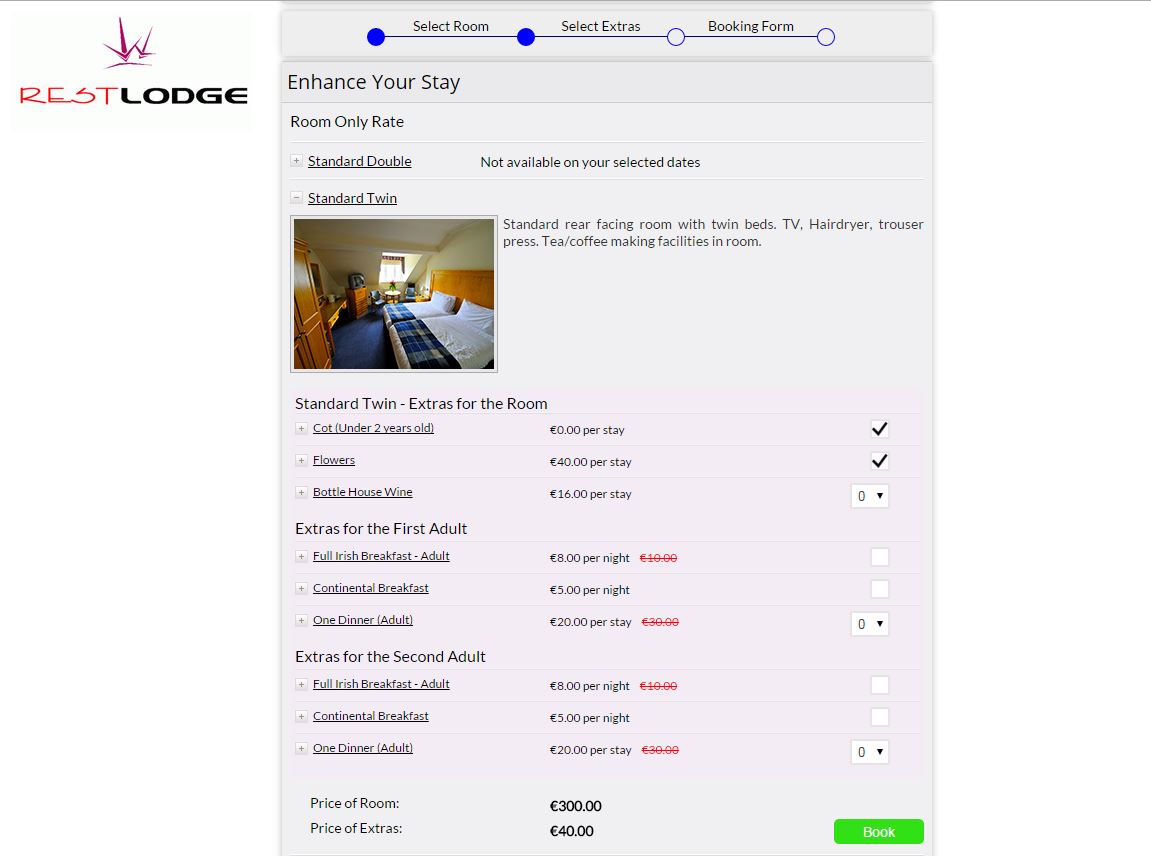 Select Room
Select Extras
Booking Form
RESTLODGE
Enhance Your Stay
Room Only Rate
Standard Double Not available on your selected dates
Standard Twin
Standard rear facing room with twin beds. TV, Hairdryer, trouser
press. Tea/coffee making facilities in room.
Standard Twin - Extras for the Room
Cot (Under 2 years old) €0.00 per stay
Flowers €40.00 per stay
Bottle House Wine €16.00 per stay 0
Extras for the First Adult
Full Irish Breakfast - Adult €8.00 per night €10.00
Continental Breakfast €5.00 per night
One Dinner (Adult) €20.00 per stay €30.00 0
Extras for the Second Adult
Full Irish Breakfast - Adult €8.00 per night €10.00
Continental Breakfast €5.00 per night
One Dinner (Adult) €20.00 per stay €30.00 0
Price of Room: €300.00
Price of Extras: €40.00
Book